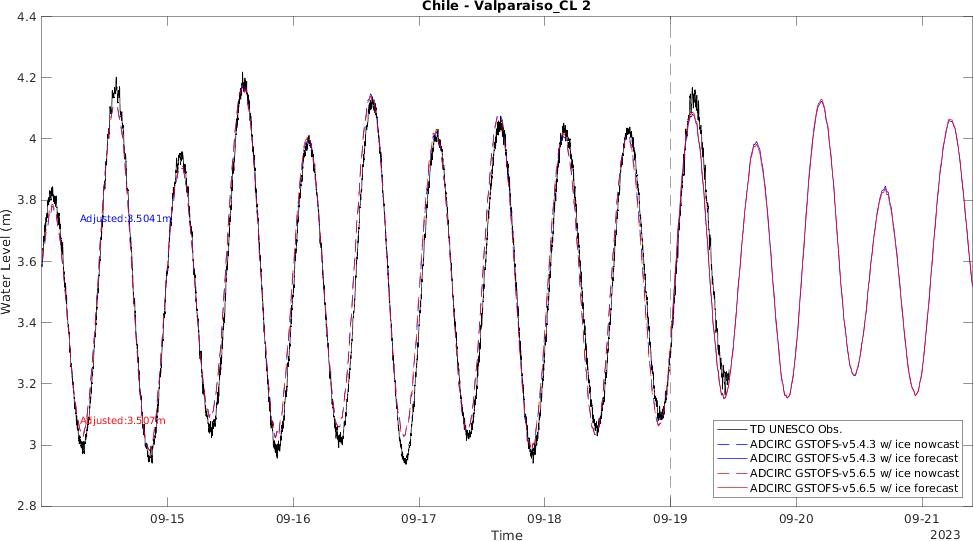 Chile - Valparaiso_CL 2
4.4
4.2
4
3.8
3.6
3.4
3.2
3
2.8
Water Level (m)
Adjusted:3.5041m
Adjusted:3.507m
TD UNESCO Obs.
ADCIRC GSTOFS-v5.4.3 w/ ice nowcast
ADCIRC GSTOFS-v5.4.3 w/ ice forecast
ADCIRC GSTOFS-v5.6.5 w/ ice nowcast
ADCIRC GSTOFS-v5.6.5 w/ ice forecast
09-15 09-16 09-17 09-18 09-19 09-20 09-21
Time
2023